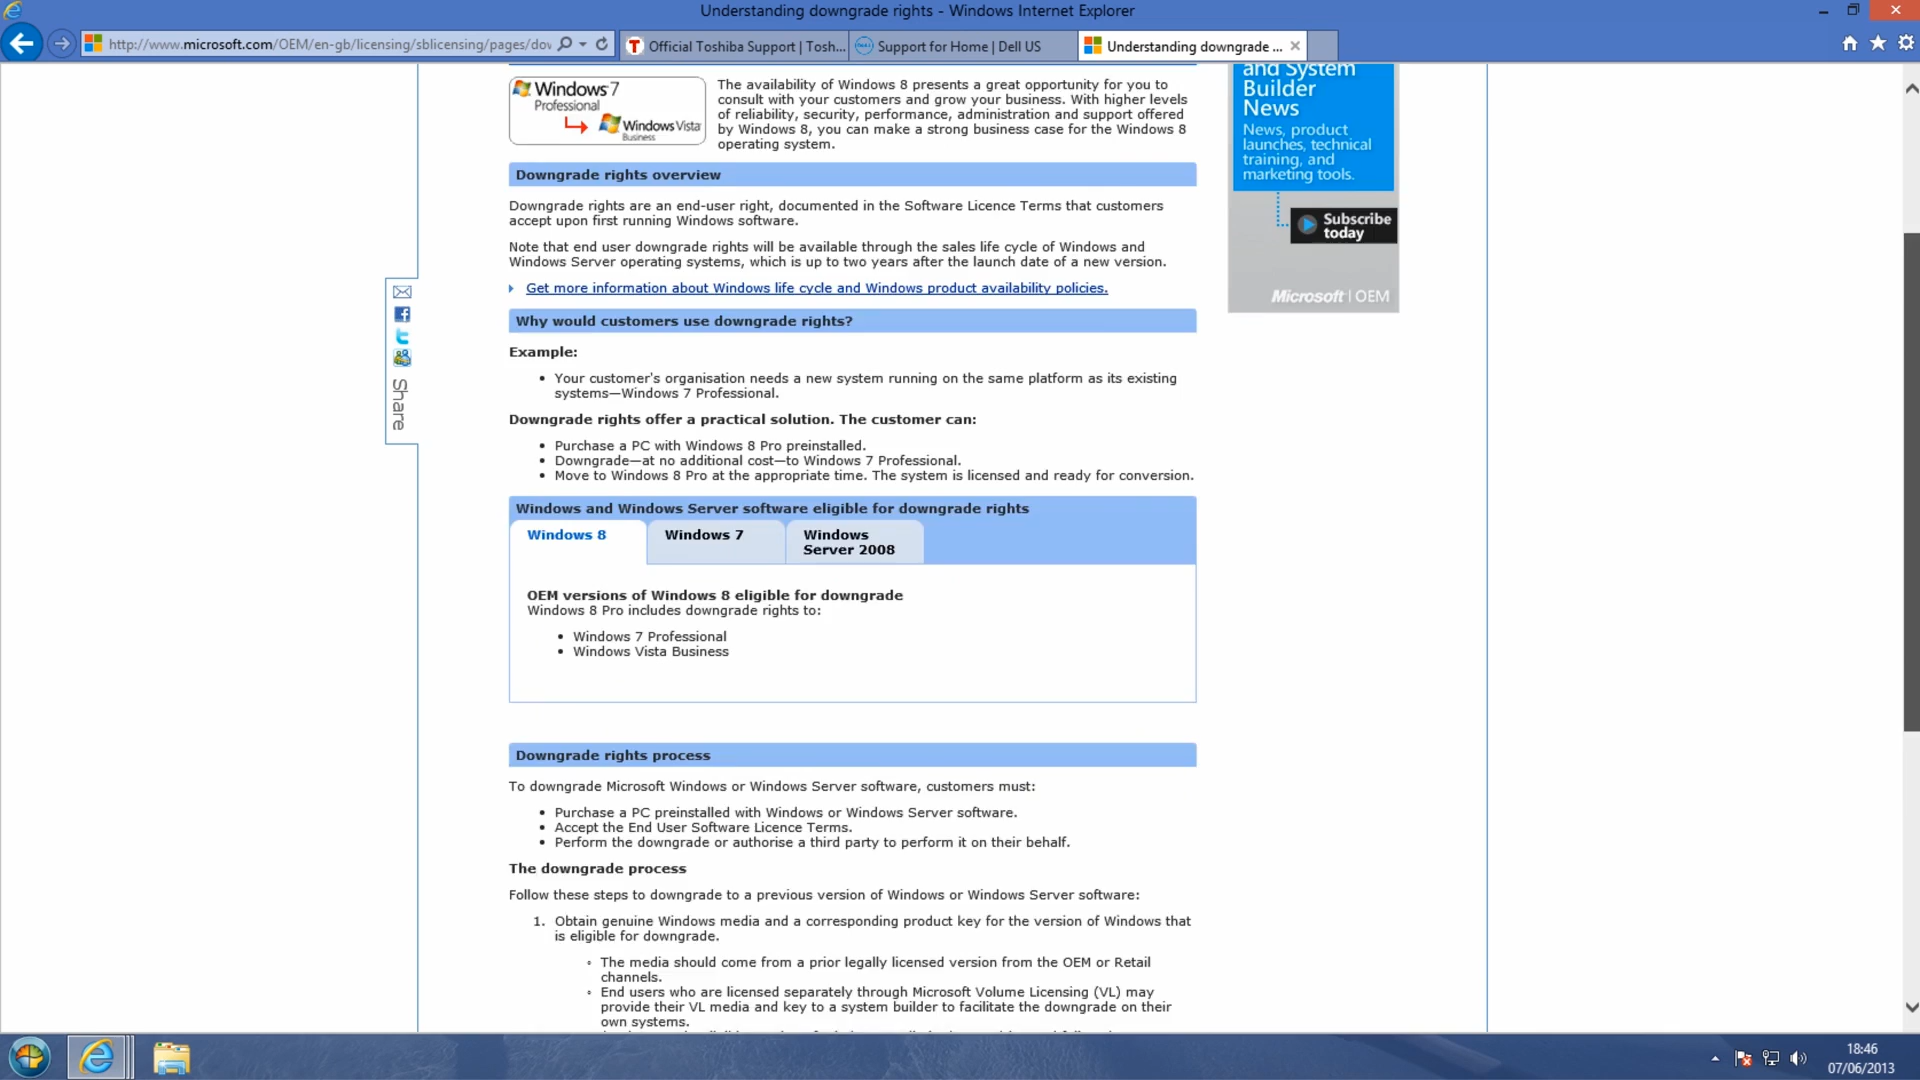 Understanding downgrade rights - Windows Internet Explorer
http://www.microsoft.com/OEM/en-gb/licensing/sblicensing/pages/dov
Official Toshiba Support | Tosh...
Support for Home | Dell US
Understanding downgrade ...
Windows 7
Professional
Windows Vista
Business
The availability of Windows 8 presents a great opportunity for you to
consult with your customers and grow your business. With higher levels
of reliability, security, performance, administration and support offered
by Windows 8, you can make a strong business case for the Windows 8
operating system.
and System
Builder
News
News, product
launches, technical
training, and
marketing tools.
Subscribe
today
Microsoft | OEM
Downgrade rights overview
Downgrade rights are an end-user right, documented in the Software Licence Terms that customers
accept upon first running Windows software.
Note that end user downgrade rights will be available through the sales life cycle of Windows and
Windows Server operating systems, which is up to two years after the launch date of a new version.
Get more information about Windows life cycle and Windows product availability policies.
Share
Why would customers use downgrade rights?
Example:
• Your customer's organisation needs a new system running on the same platform as its existing
systems—Windows 7 Professional.
Downgrade rights offer a practical solution. The customer can:
• Purchase a PC with Windows 8 Pro preinstalled.
• Downgrade—at no additional cost—to Windows 7 Professional.
• Move to Windows 8 Pro at the appropriate time. The system is licensed and ready for conversion.
Windows and Windows Server software eligible for downgrade rights
Windows 8
Windows 7
Windows
Server 2008
OEM versions of Windows 8 eligible for downgrade
Windows 8 Pro includes downgrade rights to:
• Windows 7 Professional
• Windows Vista Business
Downgrade rights process
To downgrade Microsoft Windows or Windows Server software, customers must:
• Purchase a PC preinstalled with Windows or Windows Server software.
• Accept the End User Software Licence Terms.
• Perform the downgrade or authorise a third party to perform it on their behalf.
The downgrade process
Follow these steps to downgrade to a previous version of Windows or Windows Server software:
1. Obtain genuine Windows media and a corresponding product key for the version of Windows that
is eligible for downgrade.
◦ The media should come from a prior legally licensed version from the OEM or Retail
channels.
◦ End users who are licensed separately through Microsoft Volume Licensing (VL) may
provide their VL media and key to a system builder to facilitate the downgrade on their
own systems.
18:46
07/06/2013